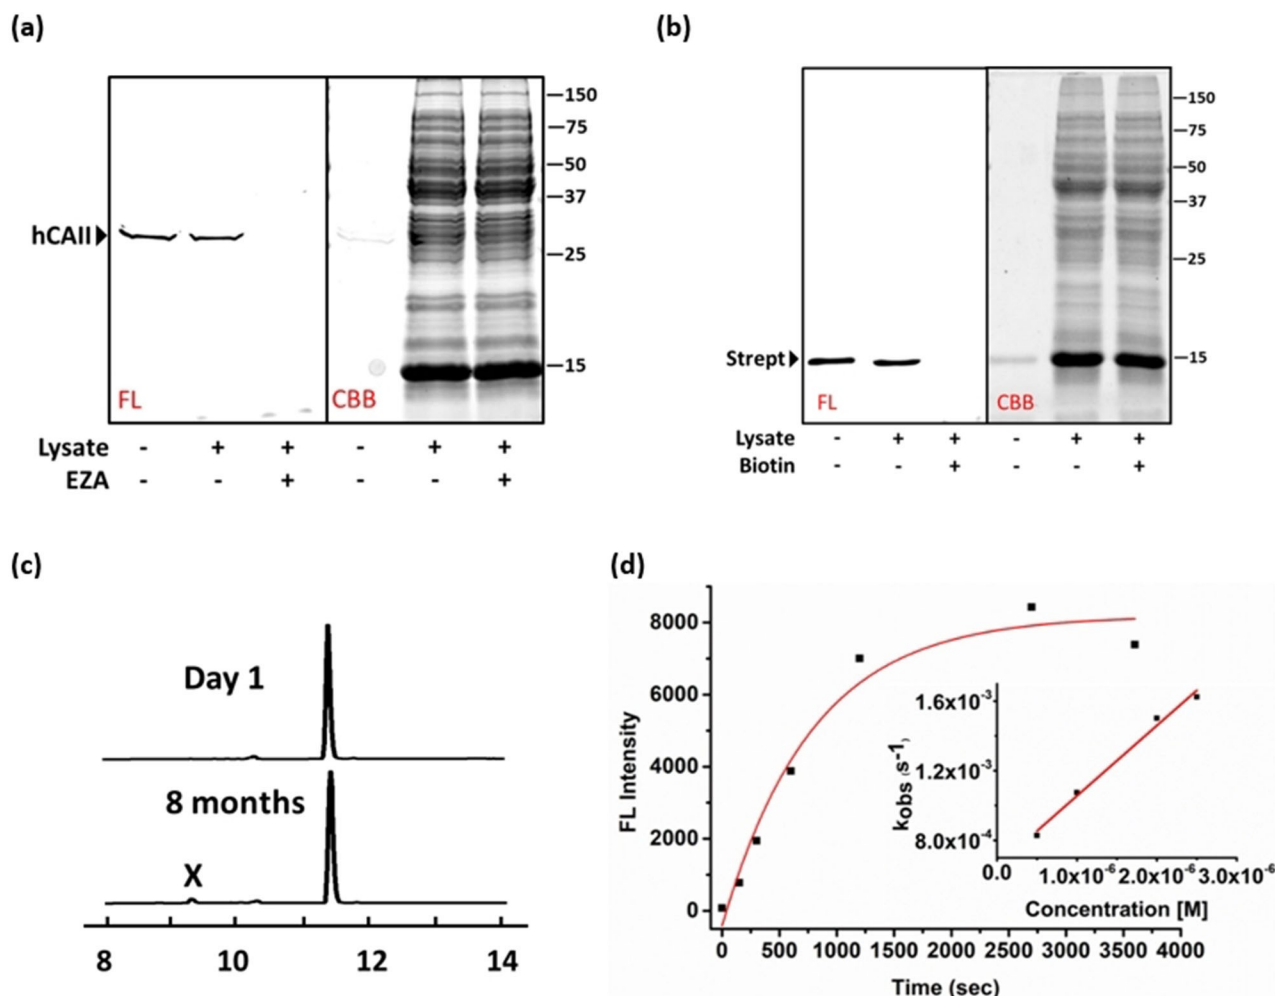 (a)
(b)
150
75
50
37
25
15
hCAII
FL
CBB
Lysate - + + - + +
EZA - - + - - +
150
75
50
37
25
15
Strept
FL
CBB
Lysate - + + - + +
Biotin - - + - - +
(c)
Day 1
8 months
X
8 10 12 14
(d)
8000
6000
4000
2000
0
FL Intensity
0 500 1000 1500 2000 2500 3000 3500 4000
Time (sec)
1.6x10⁻³
1.2x10⁻³
8.0x10⁻⁴
kobs (s⁻¹)
0.0 1.0x10⁻⁶ 2.0x10⁻⁶ 3.0x10⁻⁶
Concentration [M]